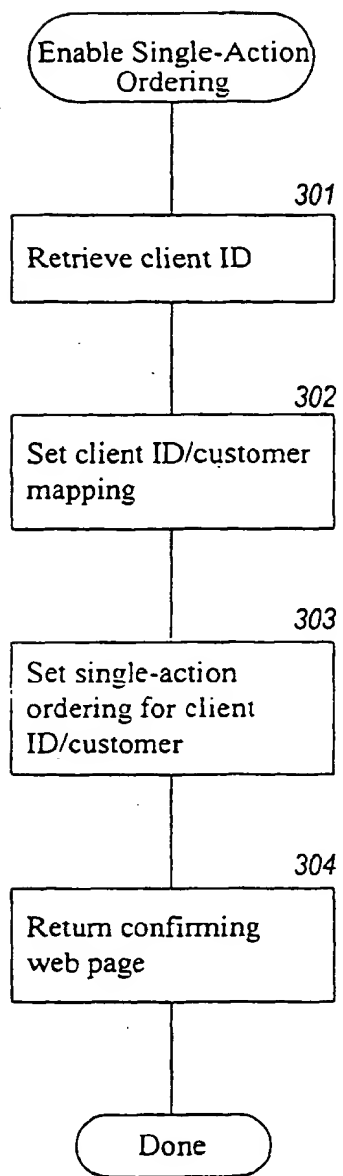 Enable Single-Action
Ordering
301
Retrieve client ID
302
Set client ID/customer
mapping
303
Set single-action
ordering for client
ID/customer
304
Return confirming
web page
Done